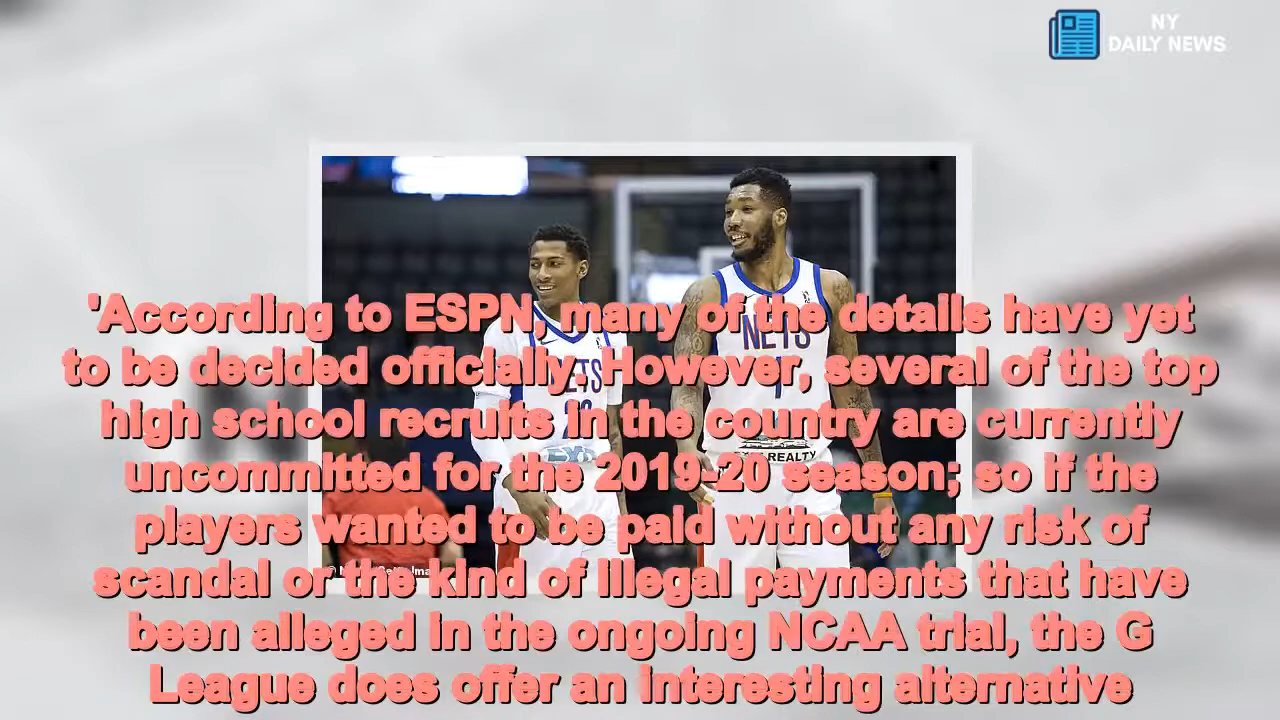 NY
DAILY NEWS
'According to ESPN, many of the details have yet
to be decided officially. However, several of the top
high school recruits in the country are currently
uncommitted for the 2019-20 season; so if the
players wanted to be paid without any risk of
scandal or the kind of illegal payments that have
been alleged in the ongoing NCAA trial, the G
League does offer an interesting alternative
NETS
1
REALTY